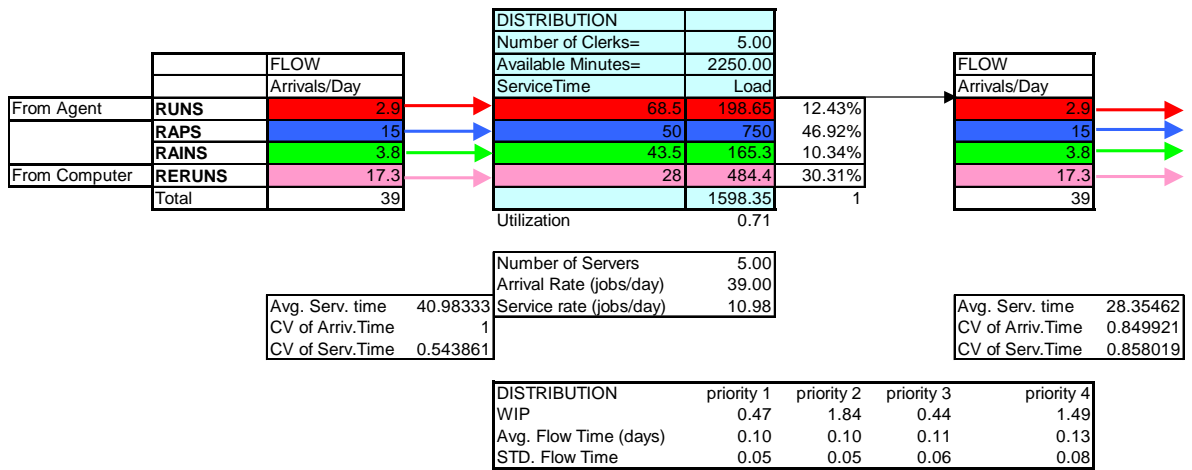 DISTRIBUTION
Number of Clerks= 5.00
FLOW Available Minutes= 2250.00 FLOW
Arrivals/Day ServiceTime Load Arrivals/Day
From Agent RUNS 2.9 68.5 198.65 12.43% 2.9
RAPS 15 50 750 46.92% 15
RAINS 3.8 43.5 165.3 10.34% 3.8
From Computer RERUNS 17.3 28 484.4 30.31% 17.3
Total 39 1598.35 1 39
Utilization 0.71
Number of Servers 5.00
Arrival Rate (jobs/day) 39.00
Avg. Serv. time 40.98333 Service rate (jobs/day) 10.98 Avg. Serv. time 28.35462
CV of Arriv.Time 1 CV of Arriv.Time 0.849921
CV of Serv.Time 0.543861 CV of Serv.Time 0.858019
DISTRIBUTION priority 1 priority 2 priority 3 priority 4
WIP 0.47 1.84 0.44 1.49
Avg. Flow Time (days) 0.10 0.10 0.11 0.13
STD. Flow Time 0.05 0.05 0.06 0.08